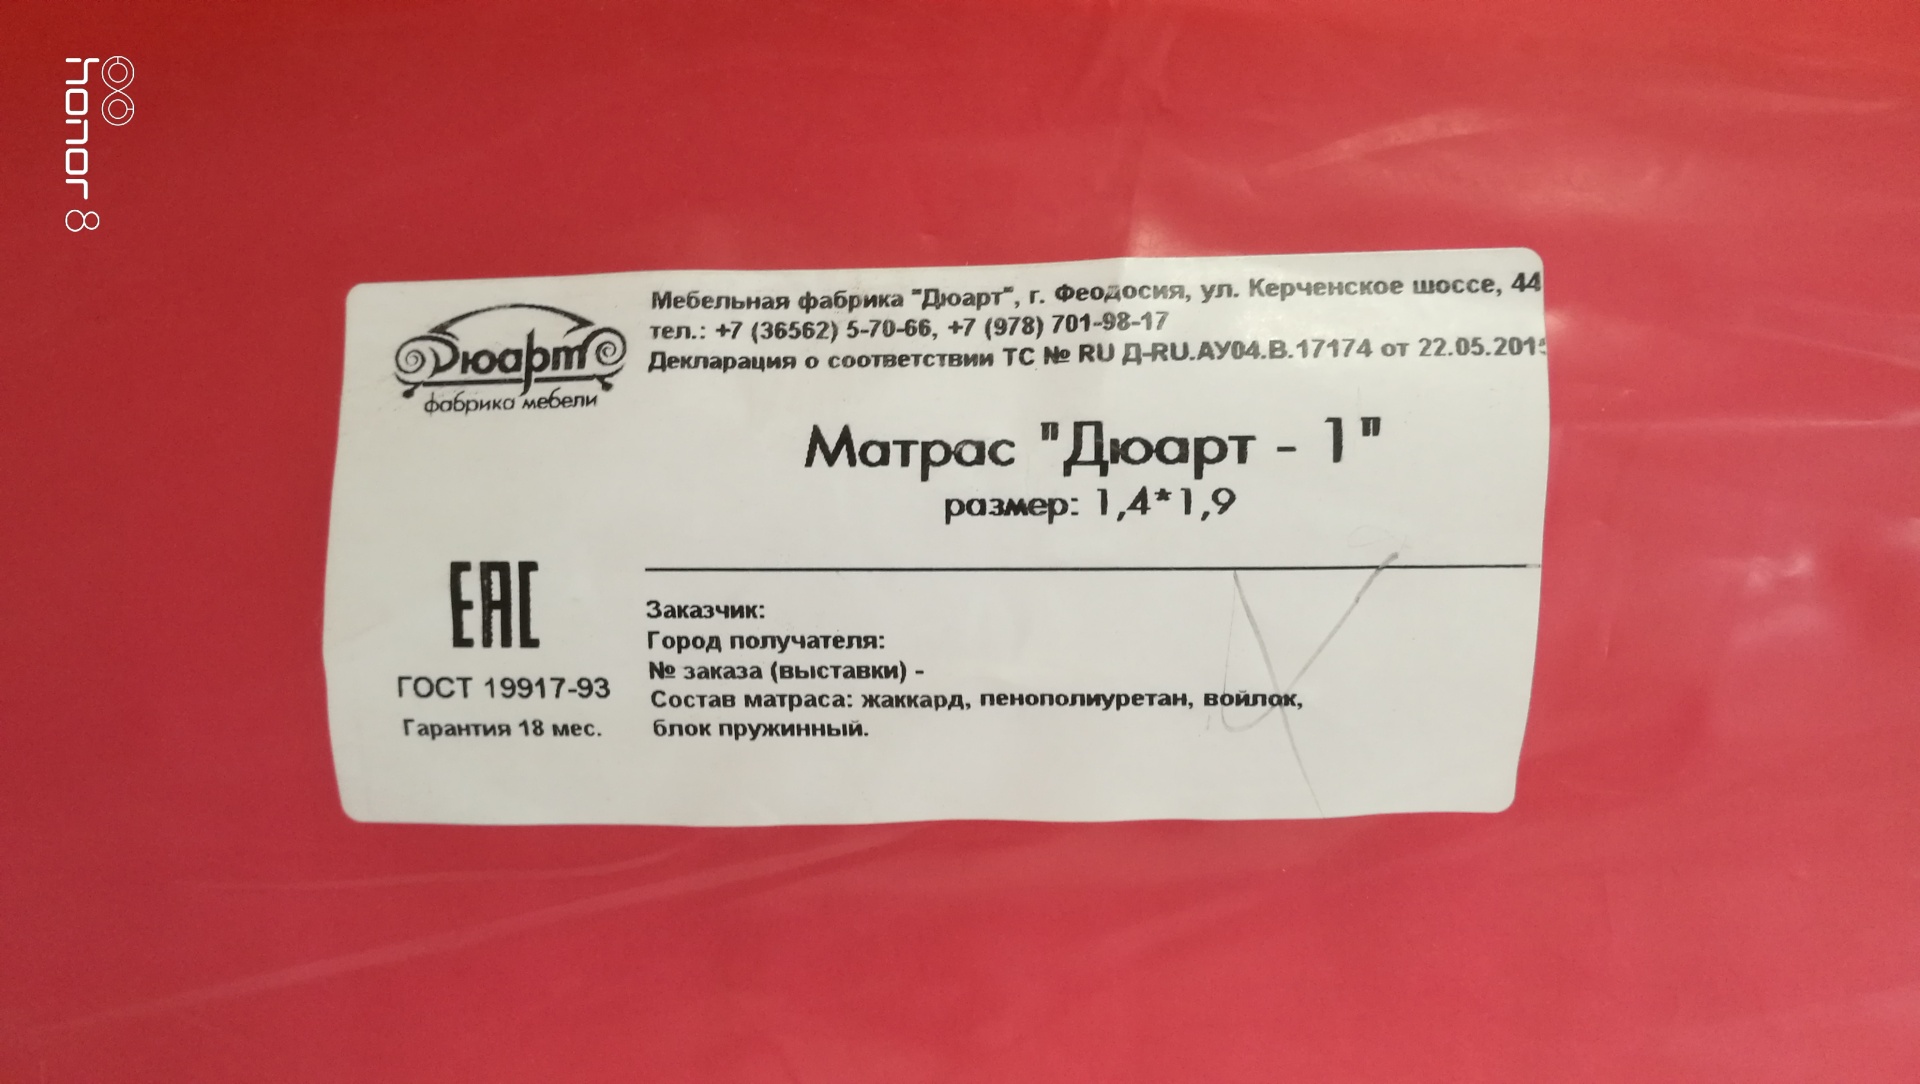 honor 8
Дюарт
фабрика мебели
Мебельная фабрика "Дюарт", г. Феодосия, ул. Керченское шоссе, 44
тел.: +7 (36562) 5-70-66, +7 (978) 701-98-17
Декларация о соответствии ТС № RU Д-RU.АУ04.В.17174 от 22.05.2015
Матрас "Дюарт - 1"
размер: 1,4*1,9
ЕАС
ГОСТ 19917-93
Гарантия 18 мес.
Заказчик:
Город получателя:
№ заказа (выставки) -
Состав матраса: жаккард, пенополиуретан, войлок,
блок пружинный.